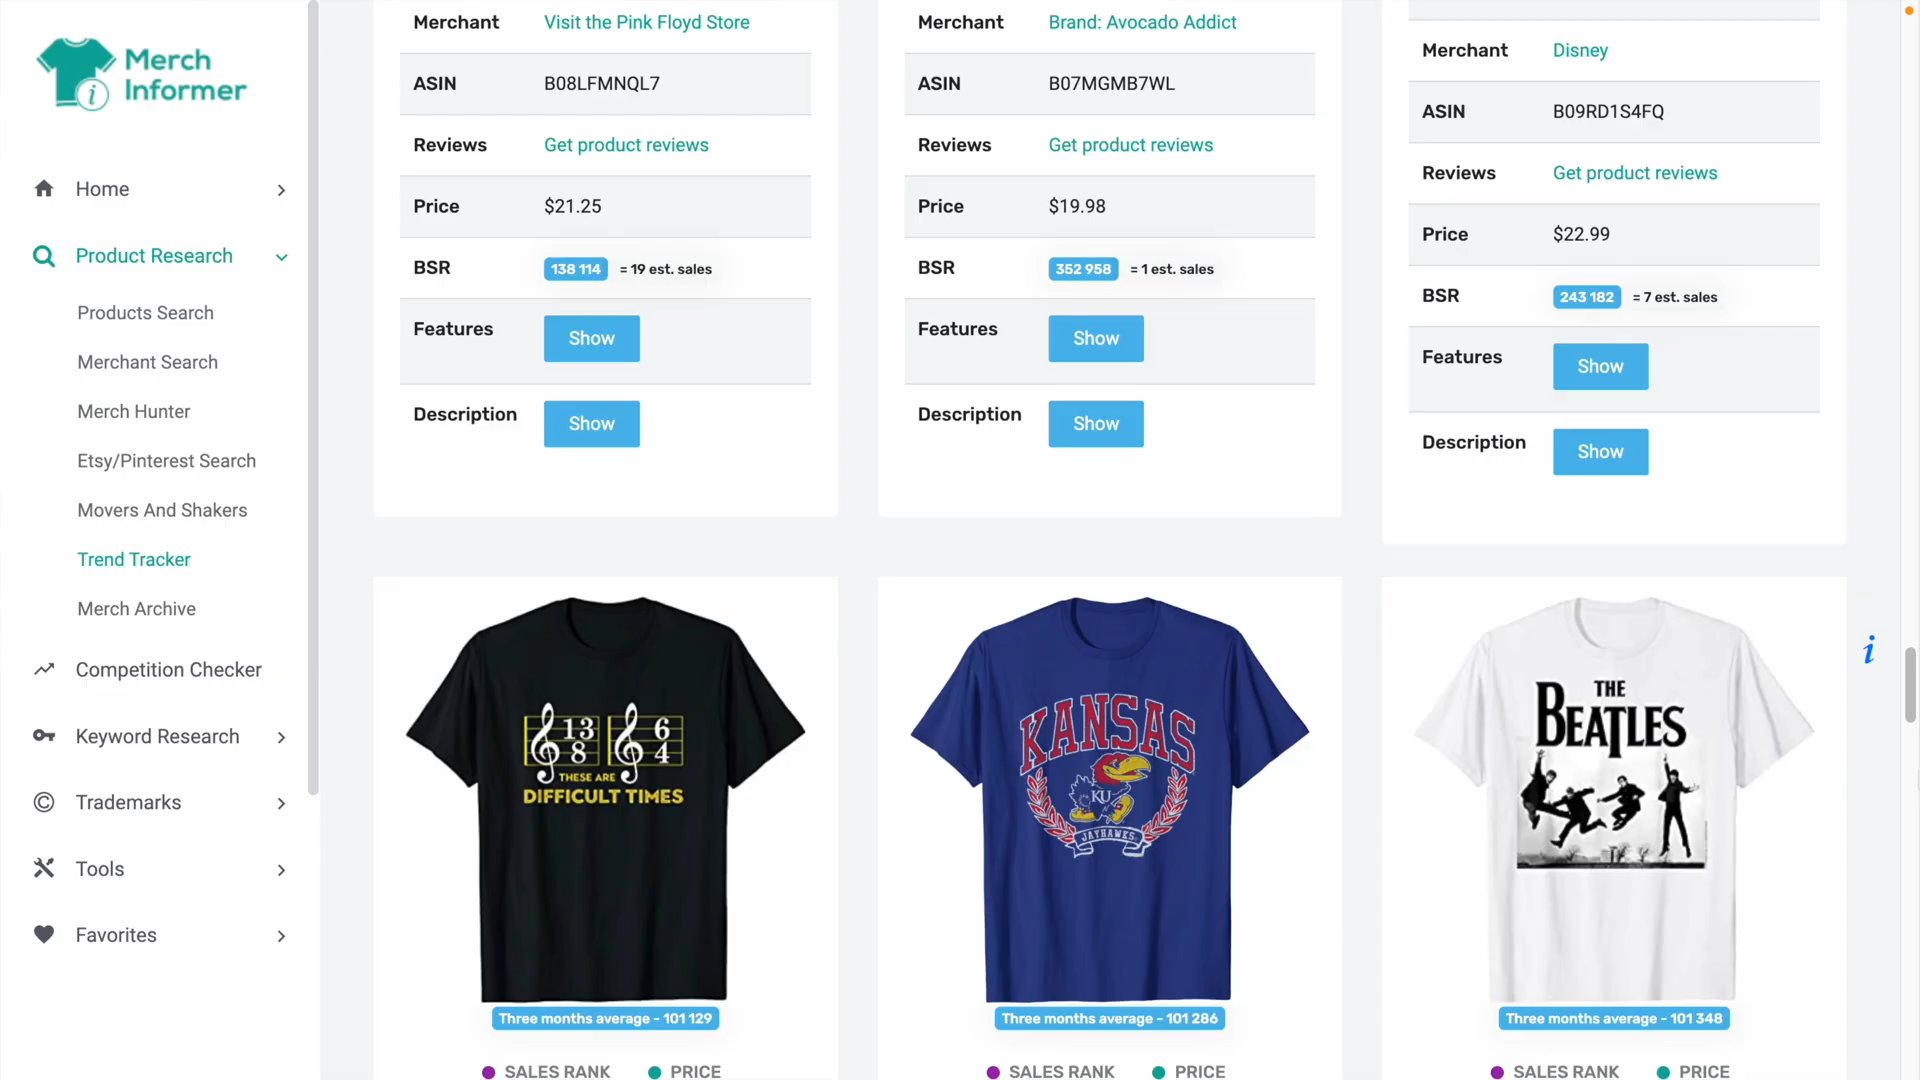 Merch
Informer
Home
Product Research
Products Search
Merchant Search
Merch Hunter
Etsy/Pinterest Search
Movers And Shakers
Trend Tracker
Merch Archive
Competition Checker
Keyword Research
Trademarks
Tools
Favorites
Merchant Visit the Pink Floyd Store
ASIN B08LFMNQL7
Reviews Get product reviews
Price $21.25
BSR 138 114 = 19 est. sales
Features Show
Description Show
Merchant Brand: Avocado Addict
ASIN B07MGMB7WL
Reviews Get product reviews
Price $19.98
BSR 352 958 = 1 est. sales
Features Show
Description Show
Merchant Disney
ASIN B09RD1S4FQ
Reviews Get product reviews
Price $22.99
BSR 243 182 = 7 est. sales
Features Show
Description Show
13 6
8 4
THESE ARE
DIFFICULT TIMES
Three months average - 101 129
SALES RANK PRICE
KANSAS
KU
JAYHAWKS
Three months average - 101 286
SALES RANK PRICE
THE
BEATLES
Three months average - 101 348
SALES RANK PRICE
i